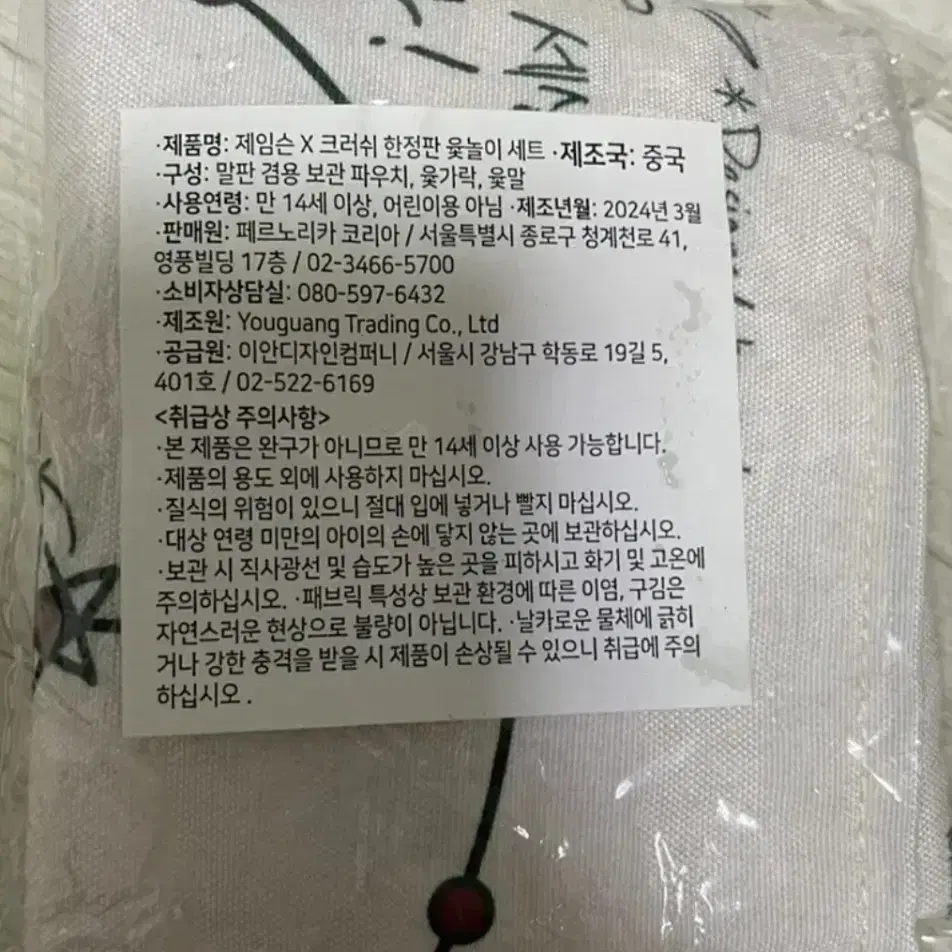 세
! 
*Design
·제품명: 제임슨 X 크러쉬 한정판 윷놀이 세트 ·제조국: 중국
·구성: 말판 겸용 보관 파우치, 윷가락, 윷말
·사용연령: 만 14세 이상, 어린이용 아님 ·제조년월: 2024년 3월
·판매원: 페르노리카 코리아 / 서울특별시 종로구 청계천로 41,
영풍빌딩 17층 / 02-3466-5700
·소비자상담실: 080-597-6432
·제조원: Youguang Trading Co., Ltd
·공급원: 이안디자인컴퍼니 / 서울시 강남구 학동로 19길 5,
401호 / 02-522-6169
<취급상 주의사항>
·본 제품은 완구가 아니므로 만 14세 이상 사용 가능합니다.
·제품의 용도 외에 사용하지 마십시오.
·질식의 위험이 있으니 절대 입에 넣거나 빨지 마십시오.
·대상 연령 미만의 아이의 손에 닿지 않는 곳에 보관하십시오.
·보관 시 직사광선 및 습도가 높은 곳을 피하시고 화기 및 고온에
주의하십시오. ·패브릭 특성상 보관 환경에 따른 이염, 구김은
자연스러운 현상으로 불량이 아닙니다. ·날카로운 물체에 긁히
거나 강한 충격을 받을 시 제품이 손상될 수 있으니 취급에 주의
하십시오 .